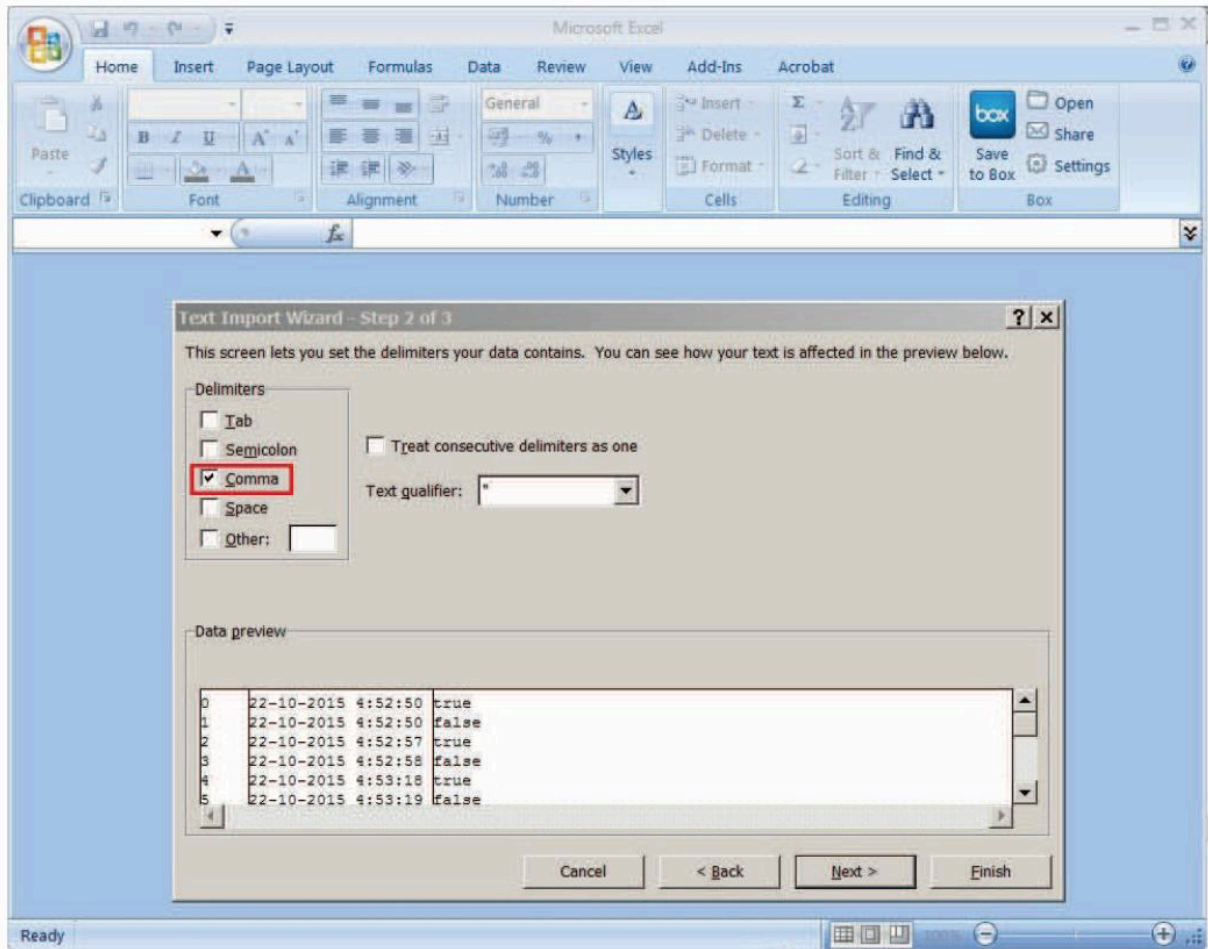 Microsoft Excel
Home Insert Page Layout Formulas Data Review View Add-Ins Acrobat
Paste
B I U A A
General
% ,
Styles
Insert
Delete
Format
Σ
Sort & Filter
Find & Select
box
Save to Box
Open
Share
Settings
Clipboard Font Alignment Number Cells Editing Box
fx
Text Import Wizard - Step 2 of 3
This screen lets you set the delimiters your data contains. You can see how your text is affected in the preview below.
Delimiters
Tab
Semicolon
Comma
Space
Other:
Treat consecutive delimiters as one
Text qualifier: "
Data preview
0 22-10-2015 4:52:50 true
1 22-10-2015 4:52:50 false
2 22-10-2015 4:52:57 true
3 22-10-2015 4:52:58 false
4 22-10-2015 4:53:18 true
5 22-10-2015 4:53:19 false
Cancel < Back Next > Finish
Ready 100%